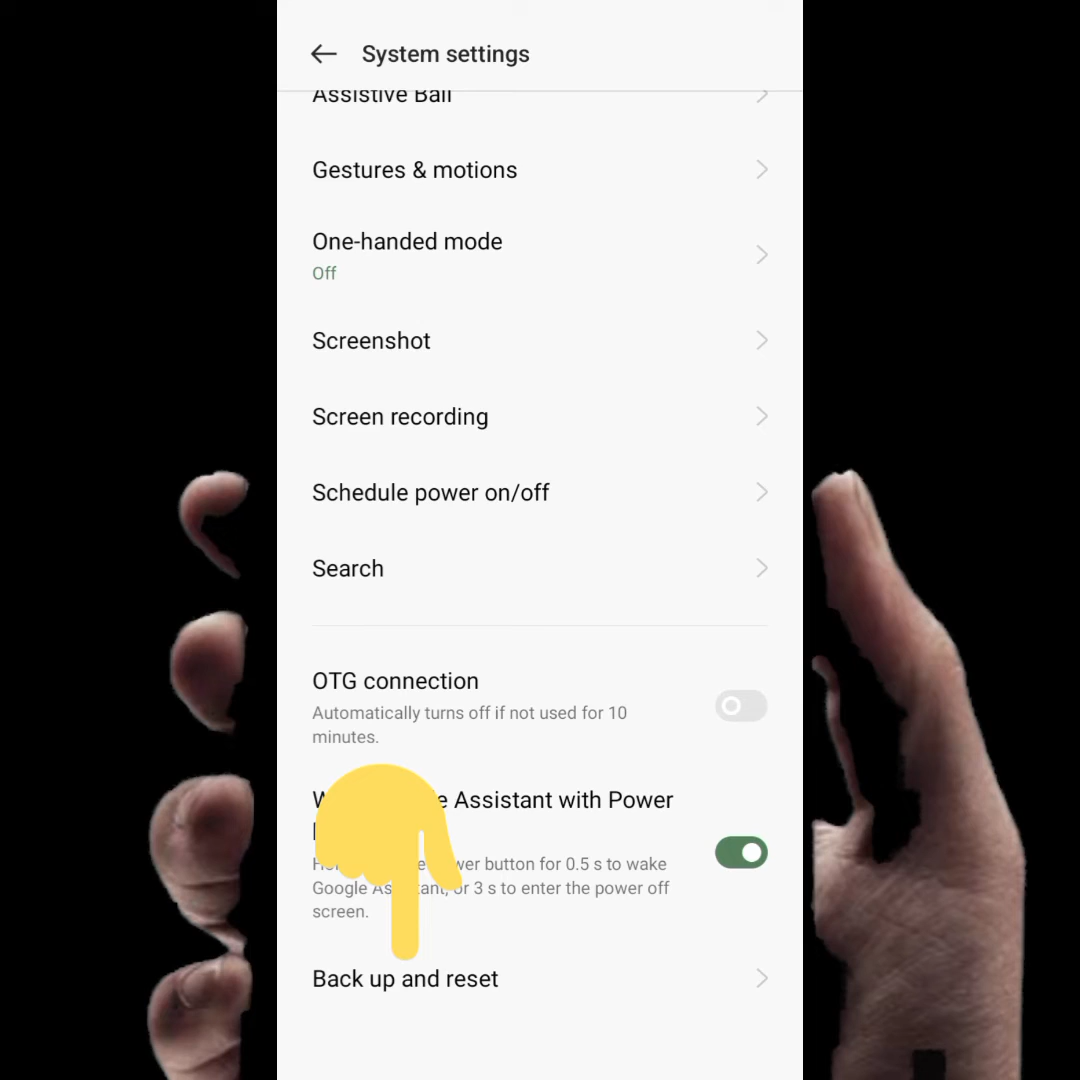 System settings
Assistive Ball
Gestures & motions
One-handed mode
Off
Screenshot
Screen recording
Schedule power on/off
Search
OTG connection
Automatically turns off if not used for 10
minutes.
Assistant with Power
button for 0.5 s to wake
Google or 3 s to enter the power off
screen.
Back up and reset